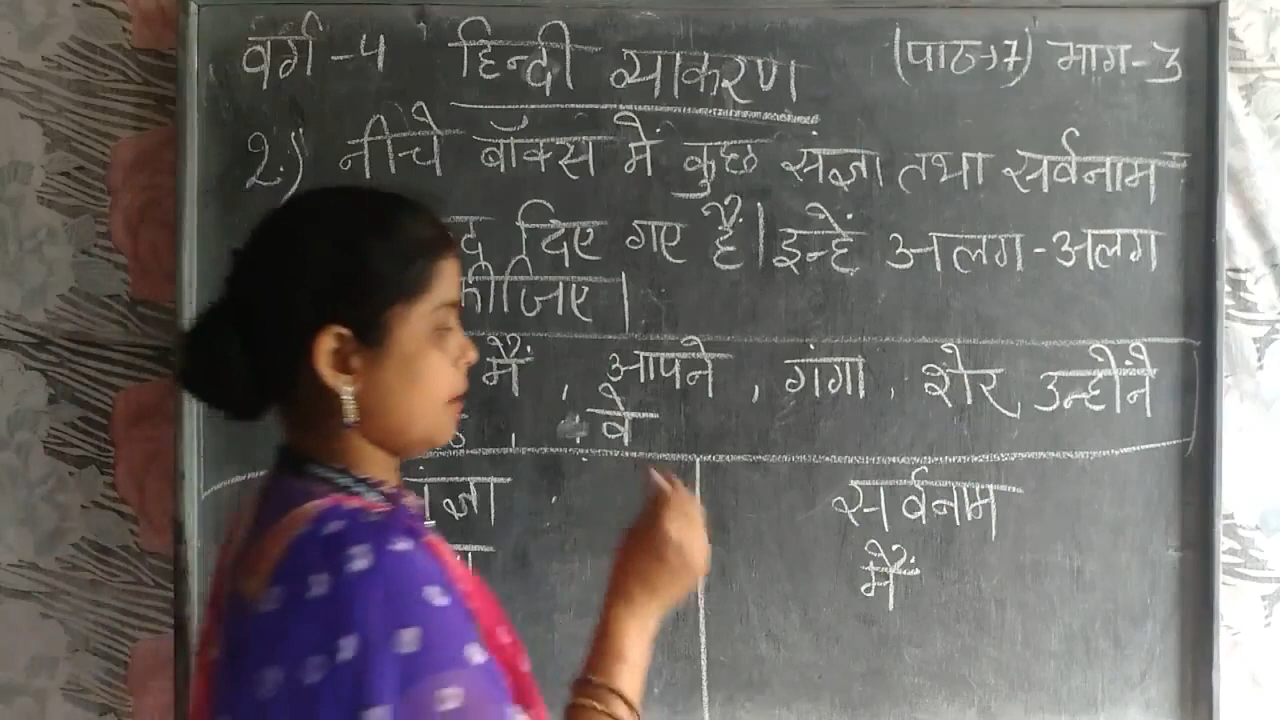 वर्ग - 4 हिन्दी व्याकरण (पाठ→7) भाग - 3
2.) नीचे बॉक्स में कुछ संज्ञा तथा सर्वनाम
दिए गए हैं। इन्हें अलग-अलग
कीजिए।
मैं , आपने , गंगा , शेर उन्होंने
, वे
संज्ञा सर्वनाम
मैं